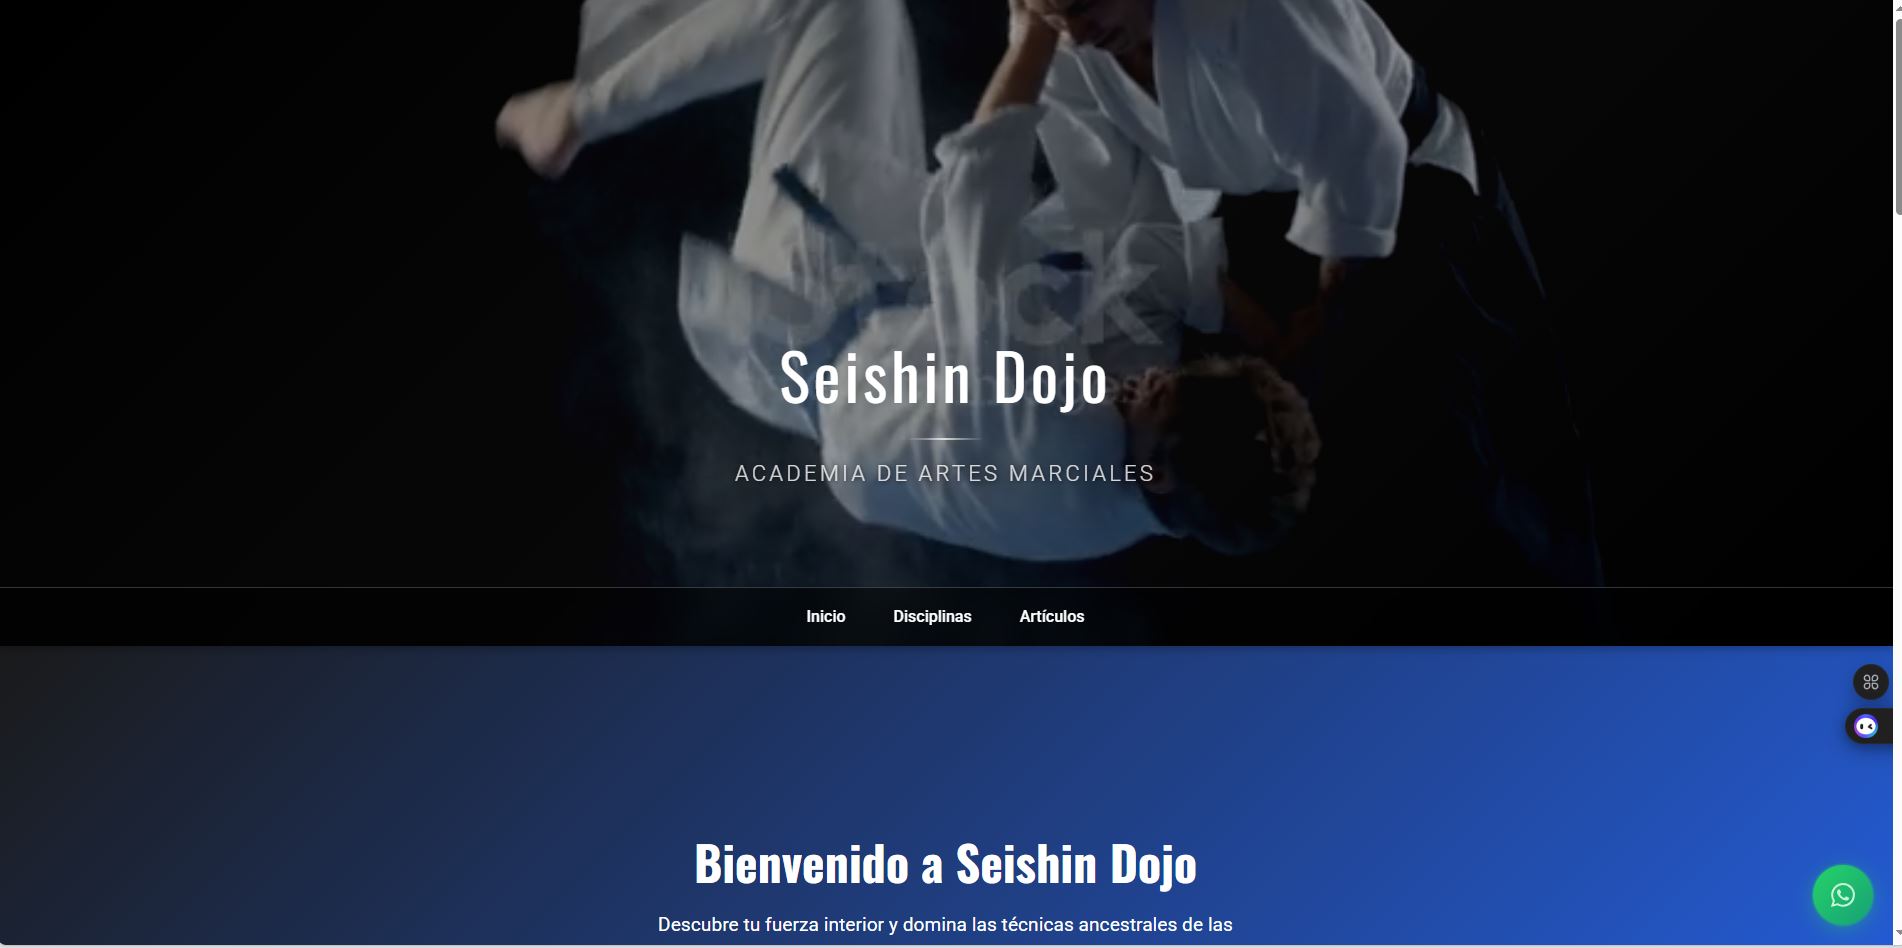 iStock
Seishin Dojo
ACADEMIA DE ARTES MARCIALES
Inicio Disciplinas Artículos
Bienvenido a Seishin Dojo
Descubre tu fuerza interior y domina las técnicas ancestrales de las